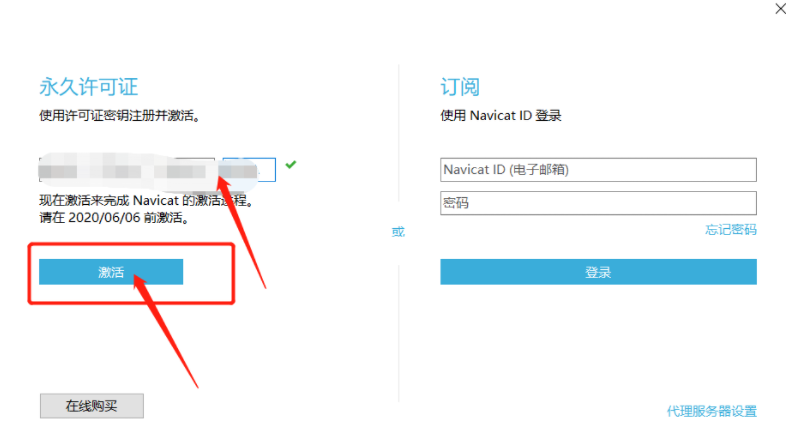 永久许可证
使用许可证密钥注册并激活。
现在激活来完成 Navicat 的激活过程。
请在 2020/06/06 前激活。
激活
在线购买
或
订阅
使用 Navicat ID 登录
Navicat ID (电子邮箱)
密码
忘记密码
登录
代理服务器设置